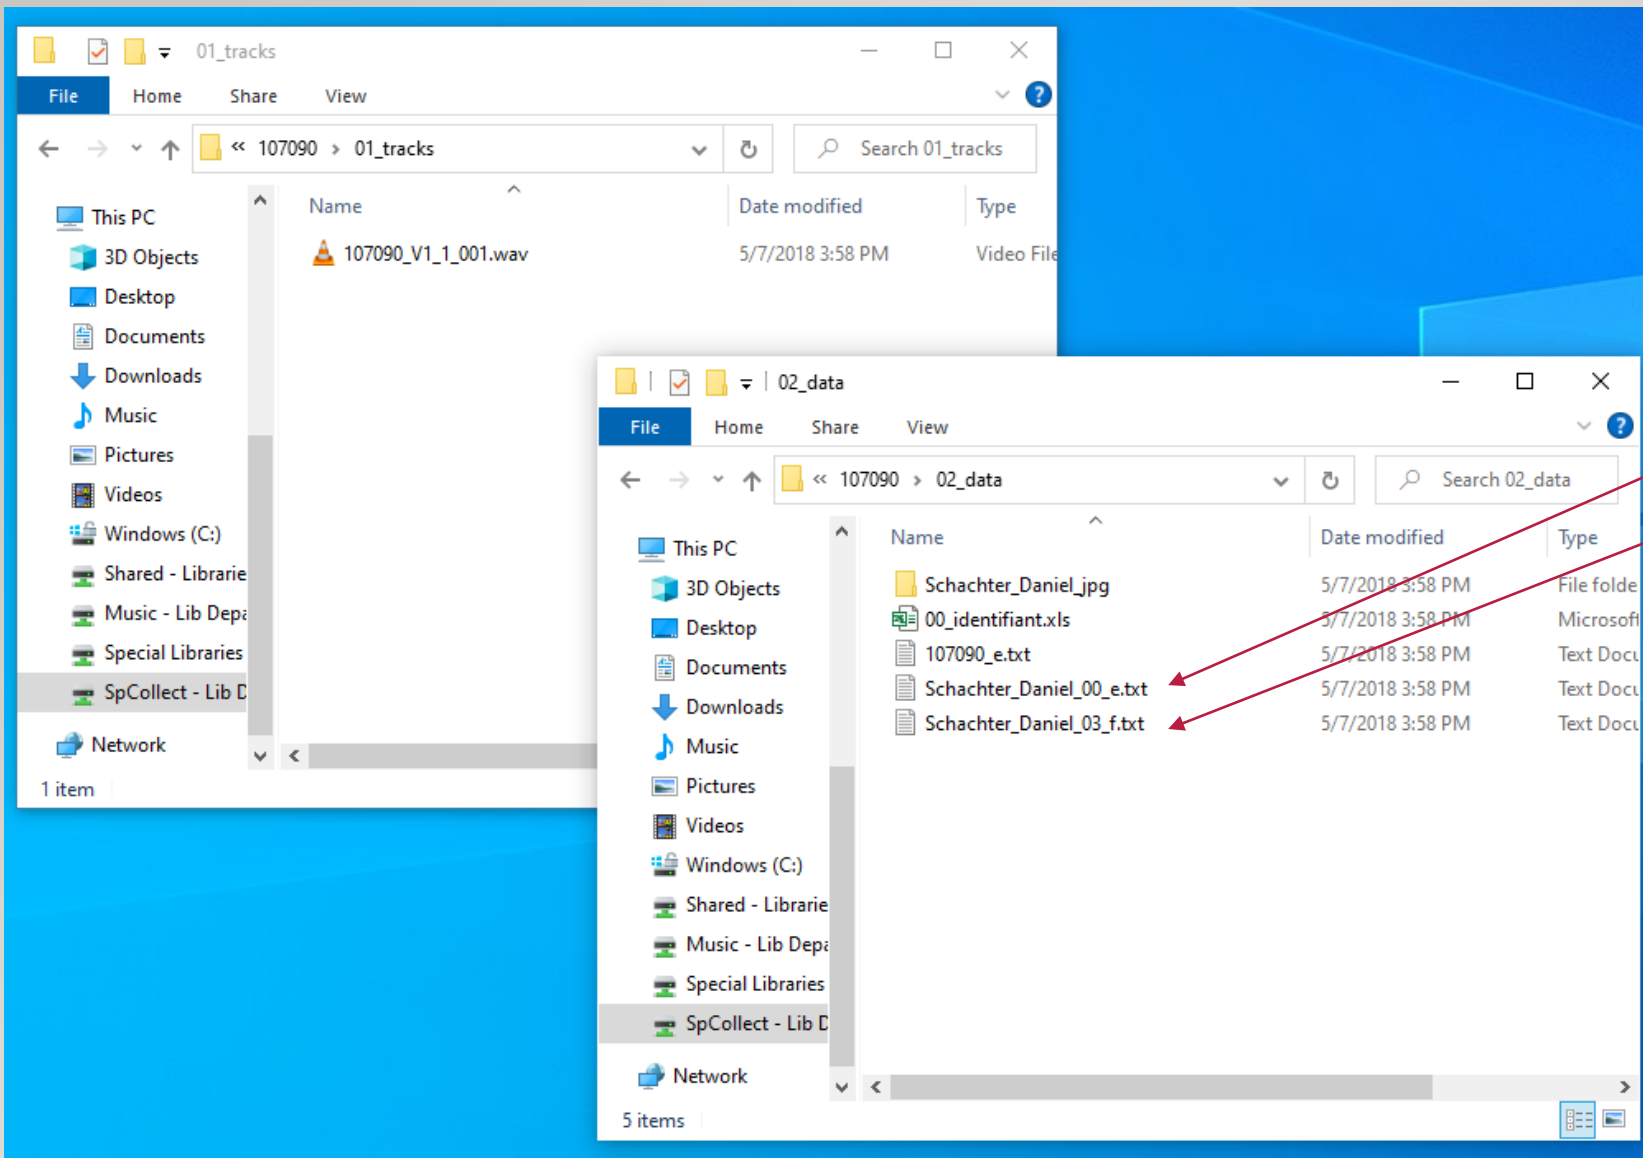 01_tracks
File Home Share View
« 107090 › 01_tracks
Search 01_tracks
Name Date modified Type
This PC
3D Objects
Desktop
Documents
Downloads
Music
Pictures
Videos
Windows (C:)
Shared - Librarie
Music - Lib Depa
Special Libraries
SpCollect - Lib D
Network
107090_V1_1_001.wav 5/7/2018 3:58 PM Video File
1 item
02_data
File Home Share View
« 107090 › 02_data
Search 02_data
Name Date modified Type
This PC
3D Objects
Desktop
Documents
Downloads
Music
Pictures
Videos
Windows (C:)
Shared - Librarie
Music - Lib Depa
Special Libraries
SpCollect - Lib D
Network
Schachter_Daniel_jpg 5/7/2018 3:58 PM File folde
00_identifiant.xls 5/7/2018 3:58 PM Microsoft
107090_e.txt 5/7/2018 3:58 PM Text Docu
Schachter_Daniel_00_e.txt 5/7/2018 3:58 PM Text Docu
Schachter_Daniel_03_f.txt 5/7/2018 3:58 PM Text Docu
5 items